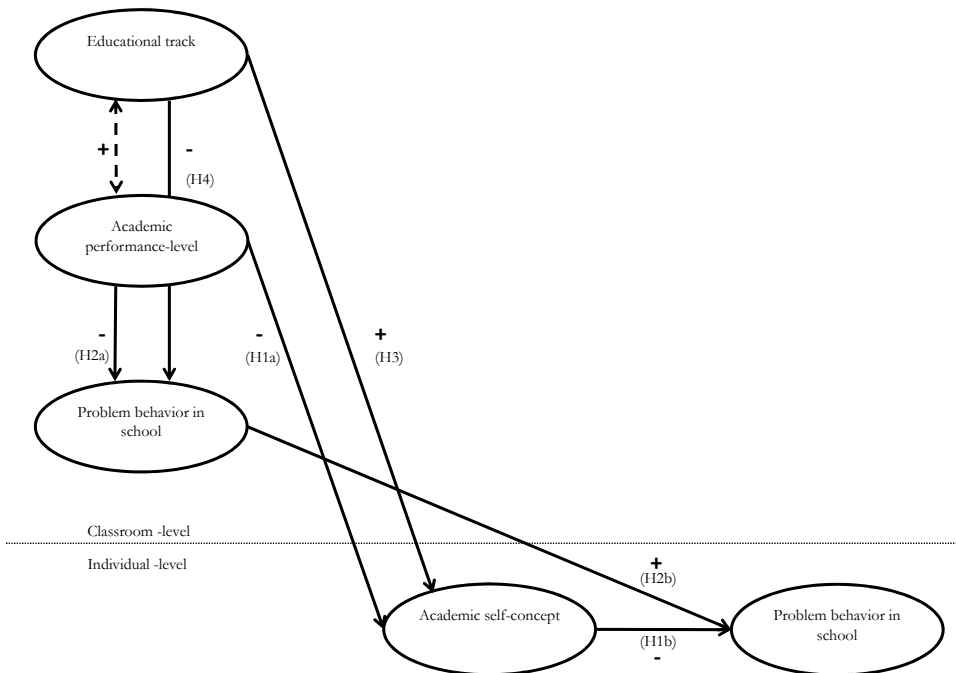 Educational track
+
-
(H4)
Academic
performance-level
-
(H2a)
-
(H1a)
+
(H3)
Problem behavior in
school
Classroom -level
Individual -level
+
(H2b)
Academic self-concept
(H1b)
-
Problem behavior in
school